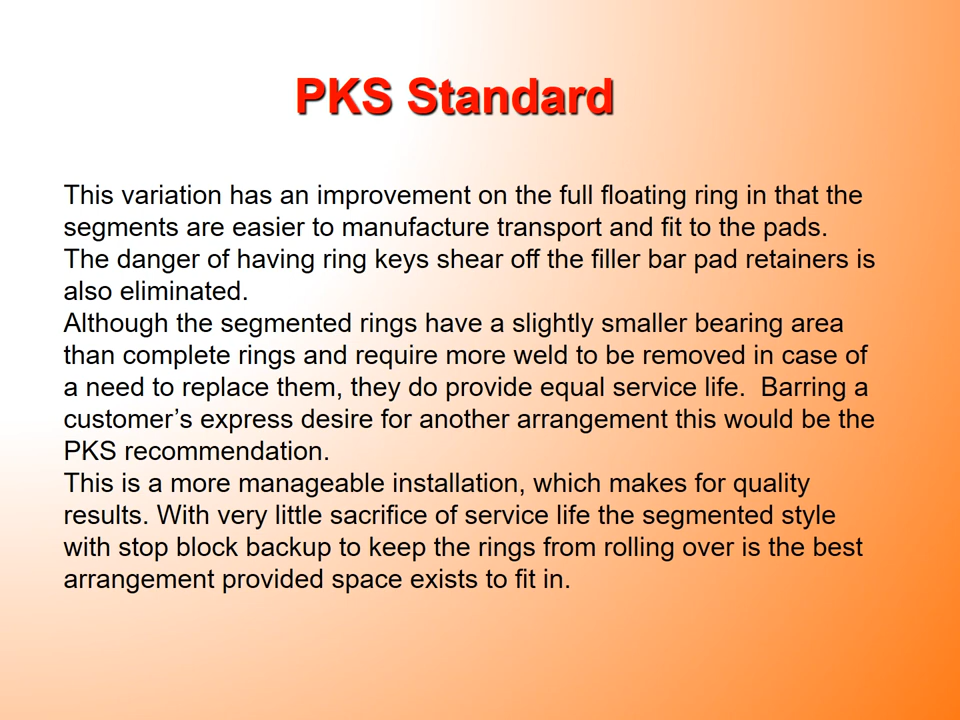 PKS Standard
This variation has an improvement on the full floating ring in that the
segments are easier to manufacture transport and fit to the pads.
The danger of having ring keys shear off the filler bar pad retainers is
also eliminated.
Although the segmented rings have a slightly smaller bearing area
than complete rings and require more weld to be removed in case of
a need to replace them, they do provide equal service life.  Barring a
customer’s express desire for another arrangement this would be the
PKS recommendation.
This is a more manageable installation, which makes for quality
results. With very little sacrifice of service life the segmented style
with stop block backup to keep the rings from rolling over is the best
arrangement provided space exists to fit in.